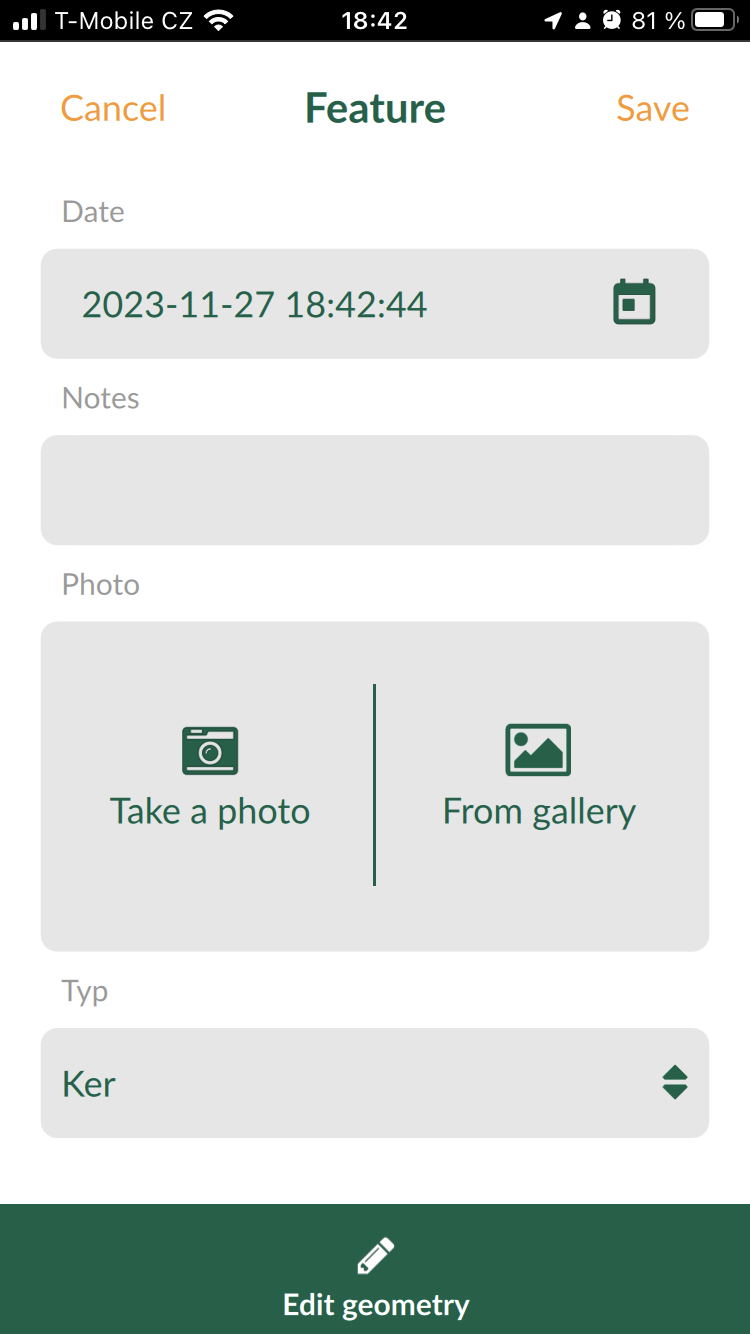 T-Mobile CZ 18:42 81 %
Cancel Feature Save
Date
2023-11-27 18:42:44
Notes
Photo
Take a photo From gallery
Typ
Ker
Edit geometry